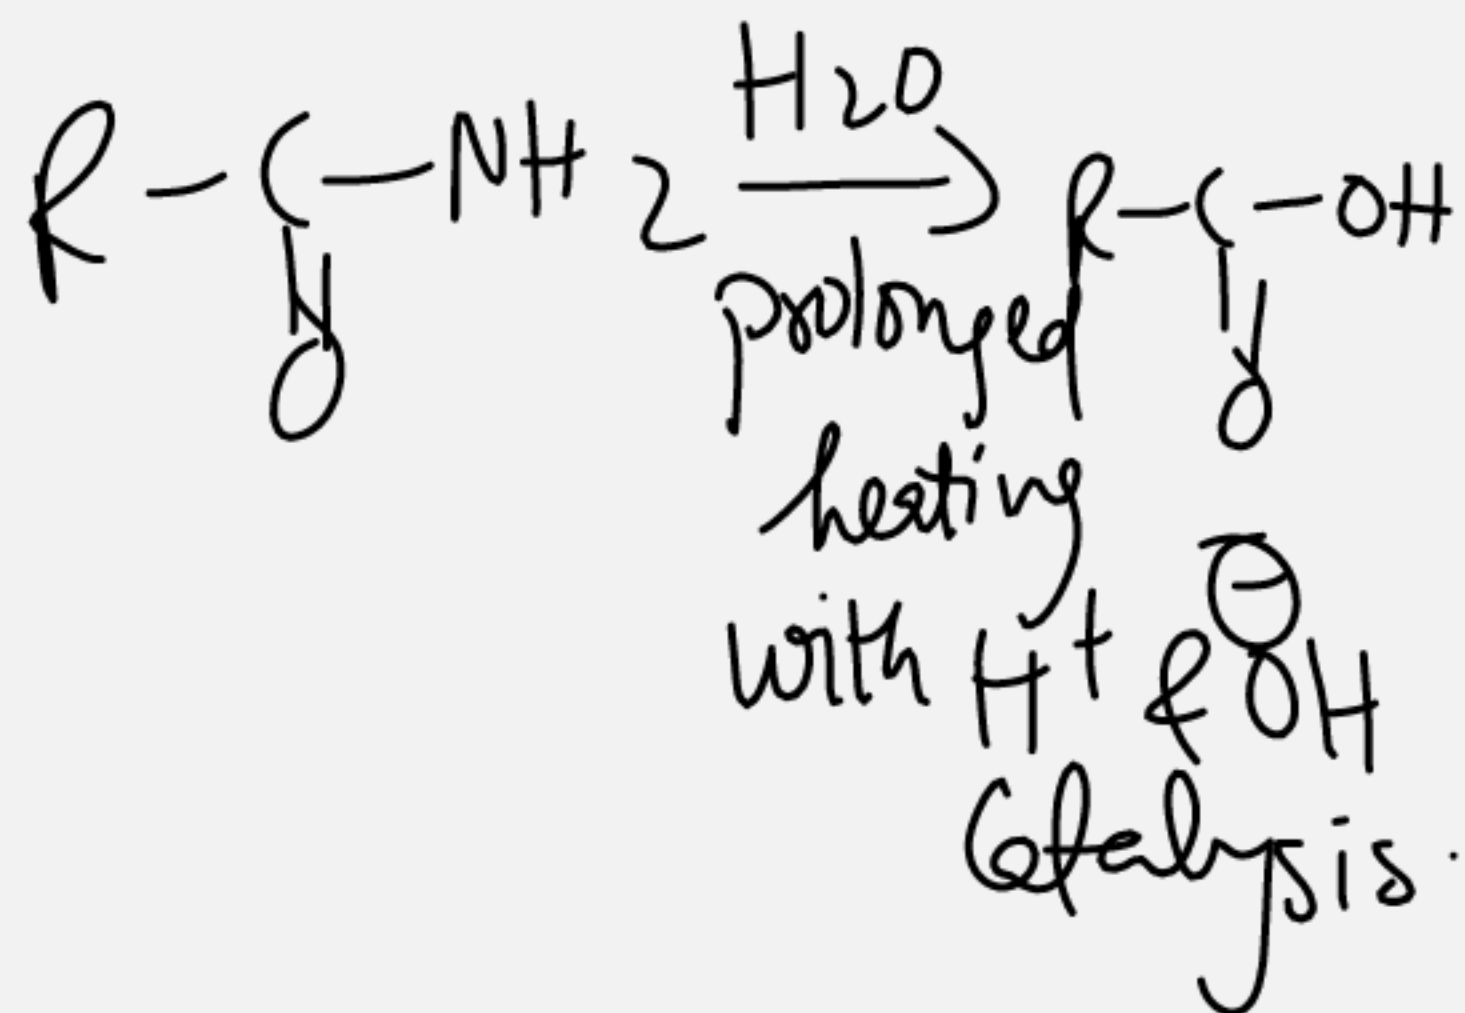 R-C-NH2 H2O R-C-OH
O prolonged O
heating
with H+ & ⊖OH
Catalysis.